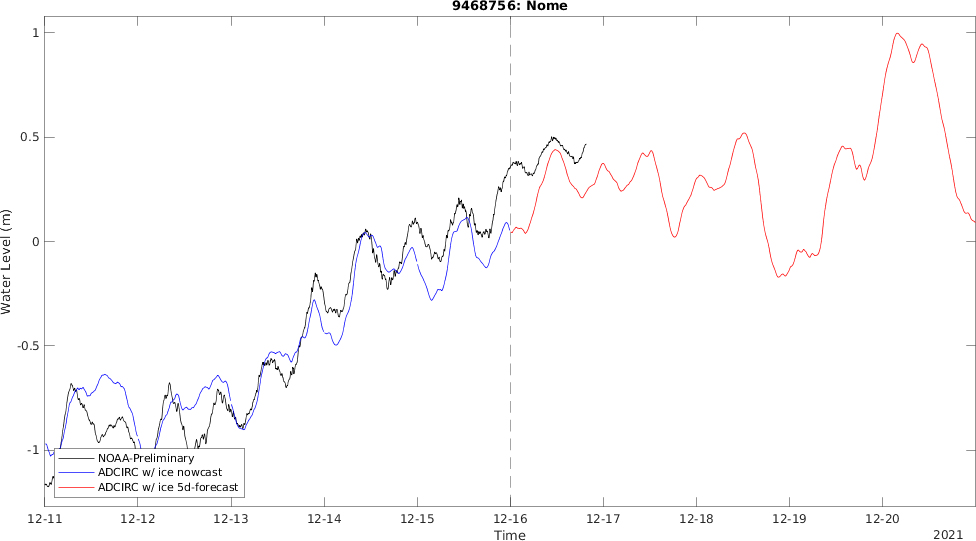 9468756: Nome
Water Level (m)
1
0.5
0
-0.5
-1
NOAA-Preliminary
ADCIRC w/ ice nowcast
ADCIRC w/ ice 5d-forecast
12-11 12-12 12-13 12-14 12-15 12-16 12-17 12-18 12-19 12-20
Time
2021